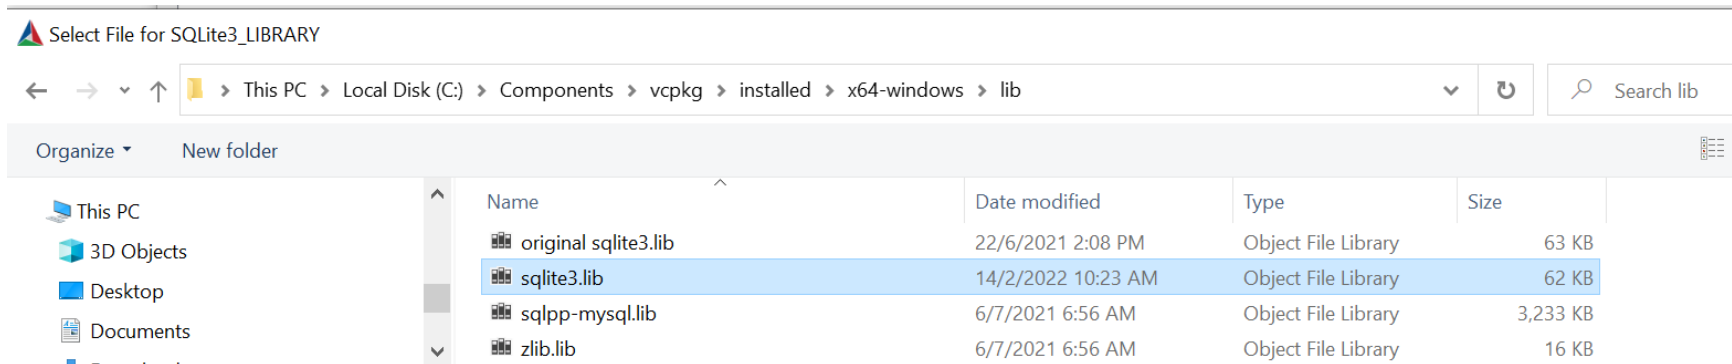 Select File for SQLite3_LIBRARY
This PC > Local Disk (C:) > Components > vcpkg > installed > x64-windows > lib
Search lib
Organize
New folder
This PC
3D Objects
Desktop
Documents
Name Date modified Type Size
original sqlite3.lib 22/6/2021 2:08 PM Object File Library 63 KB
sqlite3.lib 14/2/2022 10:23 AM Object File Library 62 KB
sqlpp-mysql.lib 6/7/2021 6:56 AM Object File Library 3,233 KB
zlib.lib 6/7/2021 6:56 AM Object File Library 16 KB